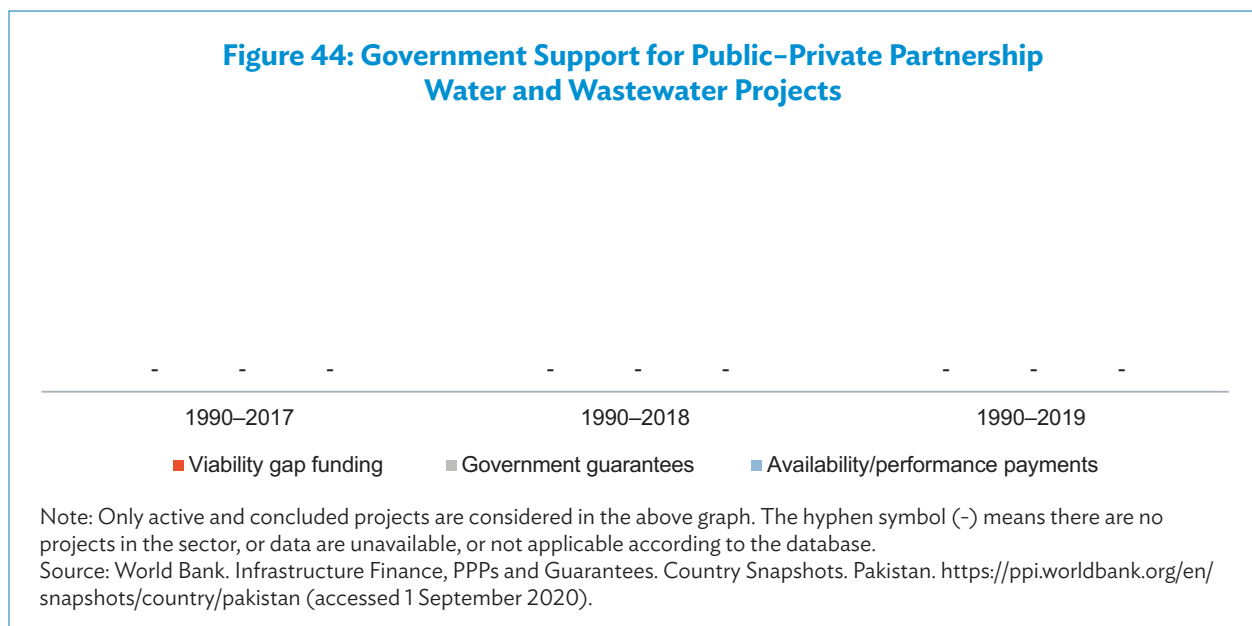 Figure 44: Government Support for Public–Private Partnership
Water and Wastewater Projects
- - - - - - - - -
1990–2017 1990–2018 1990–2019
Viability gap funding Government guarantees Availability/performance payments
Note: Only active and concluded projects are considered in the above graph. The hyphen symbol (-) means there are no
projects in the sector, or data are unavailable, or not applicable according to the database.
Source: World Bank. Infrastructure Finance, PPPs and Guarantees. Country Snapshots. Pakistan. https://ppi.worldbank.org/en/
snapshots/country/pakistan (accessed 1 September 2020).